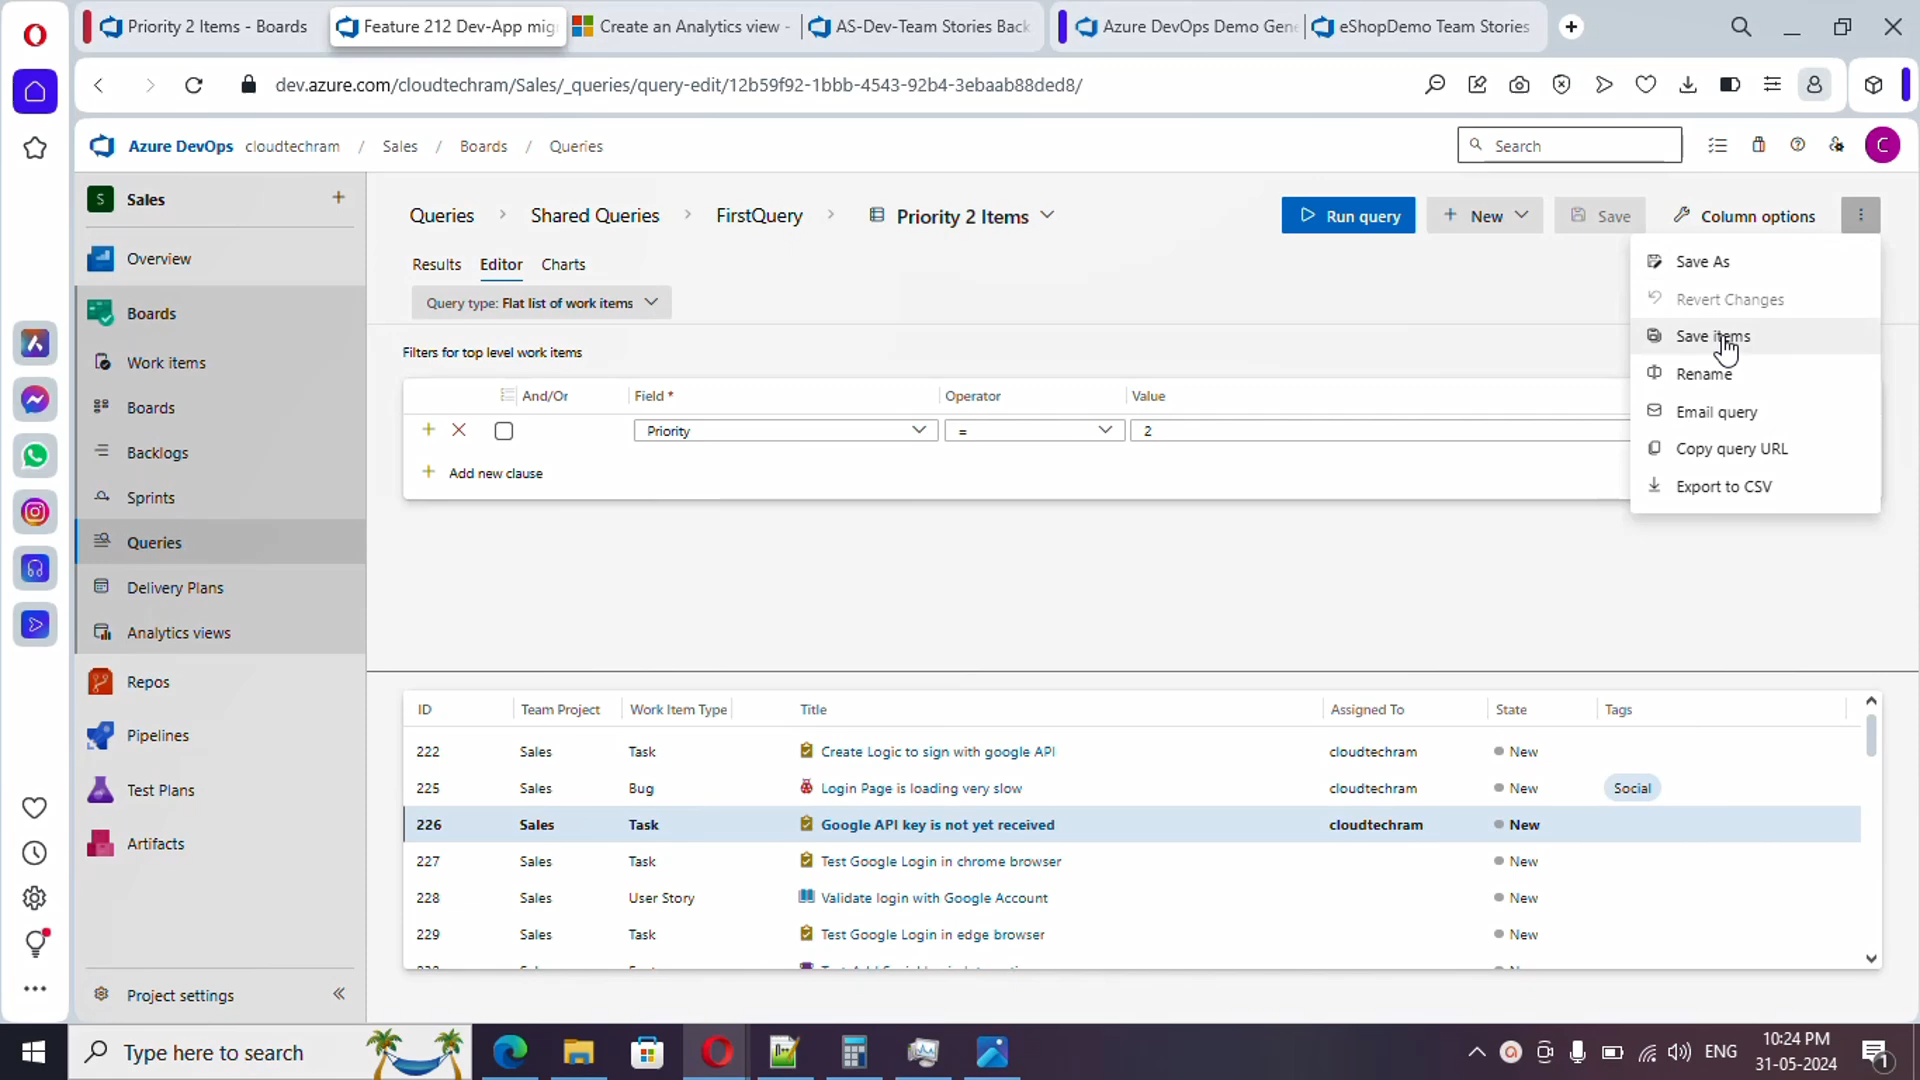 Priority 2 Items - Boards
Feature 212 Dev-App mig
Create an Analytics view -
AS-Dev-Team Stories Back
Azure DevOps Demo Gene
eShopDemo Team Stories
dev.azure.com/cloudtechram/Sales/_queries/query-edit/12b59f92-1bbb-4543-92b4-3ebaab88ded8/
Azure DevOps cloudtechram / Sales / Boards / Queries
Search
C
S Sales
Overview
Boards
Work items
Boards
Backlogs
Sprints
Queries
Delivery Plans
Analytics views
Repos
Pipelines
Test Plans
Artifacts
Project settings
Queries > Shared Queries > FirstQuery > Priority 2 Items
Run query
New
Save
Column options
Results Editor Charts
Query type: Flat list of work items
Save As
Revert Changes
Save items
Rename
Email query
Copy query URL
Export to CSV
Filters for top level work items
And/Or Field * Operator Value
Priority = 2
Add new clause
ID Team Project Work Item Type Title Assigned To State Tags
222 Sales Task Create Logic to sign with google API cloudtechram New
225 Sales Bug Login Page is loading very slow cloudtechram New Social
226 Sales Task Google API key is not yet received cloudtechram New
227 Sales Task Test Google Login in chrome browser New
228 Sales User Story Validate login with Google Account New
229 Sales Task Test Google Login in edge browser New
Type here to search
ENG
10:24 PM
31-05-2024
1